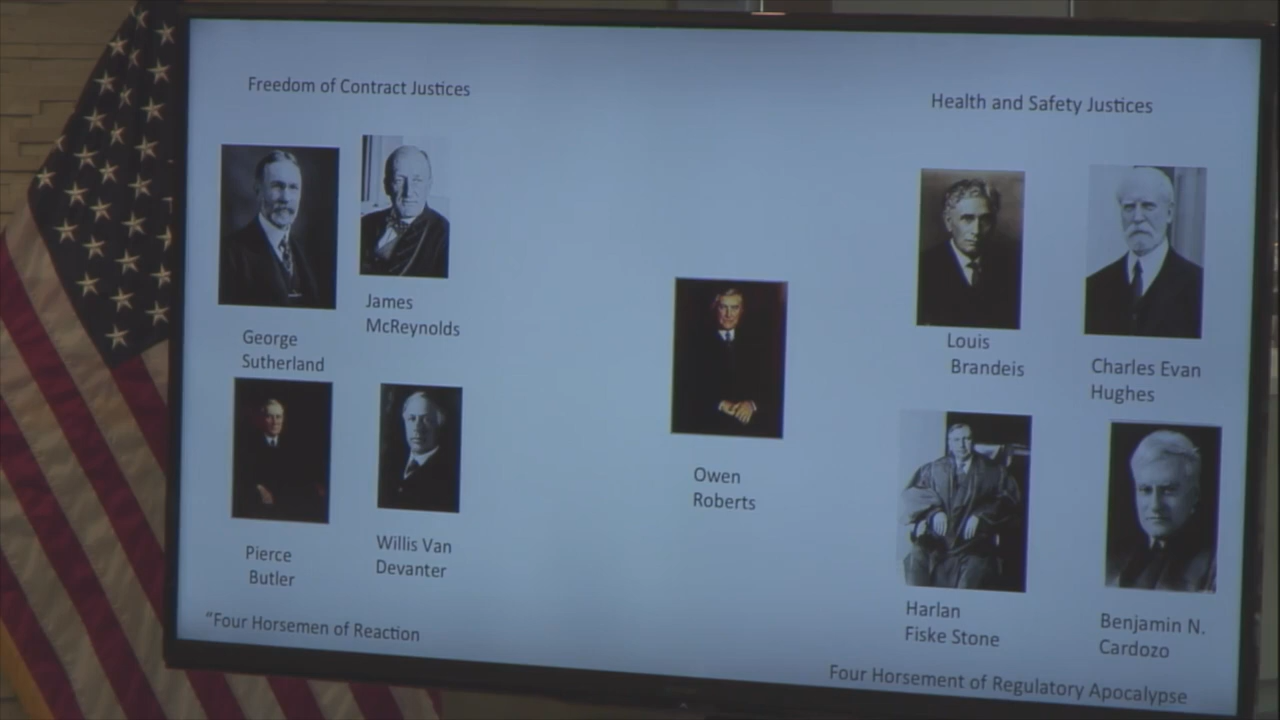 Freedom of Contract Justices
Health and Safety Justices
George
Sutherland
James
McReynolds
Pierce
Butler
Willis Van
Devanter
"Four Horsemen of Reaction
Owen
Roberts
Louis
Brandeis
Charles Evan
Hughes
Harlan
Fiske Stone
Benjamin N.
Cardozo
Four Horsement of Regulatory Apocalypse